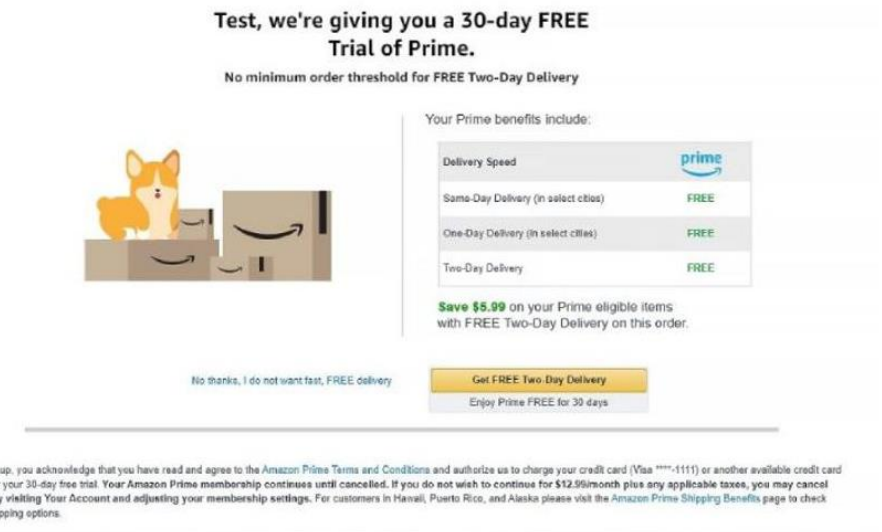 Test, we're giving you a 30-day FREE
Trial of Prime.
No minimum order threshold for FREE Two-Day Delivery
Your Prime benefits include:
Delivery Speed prime
Same-Day Delivery (in select cities) FREE
One-Day Delivery (in select cities) FREE
Two-Day Delivery FREE
Save $5.99 on your Prime eligible items
with FREE Two-Day Delivery on this order.
No thanks, I do not want fast, FREE delivery
Get FREE Two-Day Delivery
Enjoy Prime FREE for 30 days
up, you acknowledge that you have read and agree to the Amazon Prime Terms and Conditions and authorize us to charge your credit card (Visa ****-1111) or another available credit card
your 30-day free trial. Your Amazon Prime membership continues until cancelled. If you do not wish to continue for $12.99/month plus any applicable taxes, you may cancel
y visiting Your Account and adjusting your membership settings. For customers in Hawaii, Puerto Rico, and Alaska please visit the Amazon Prime Shipping Benefits page to check
pping options.